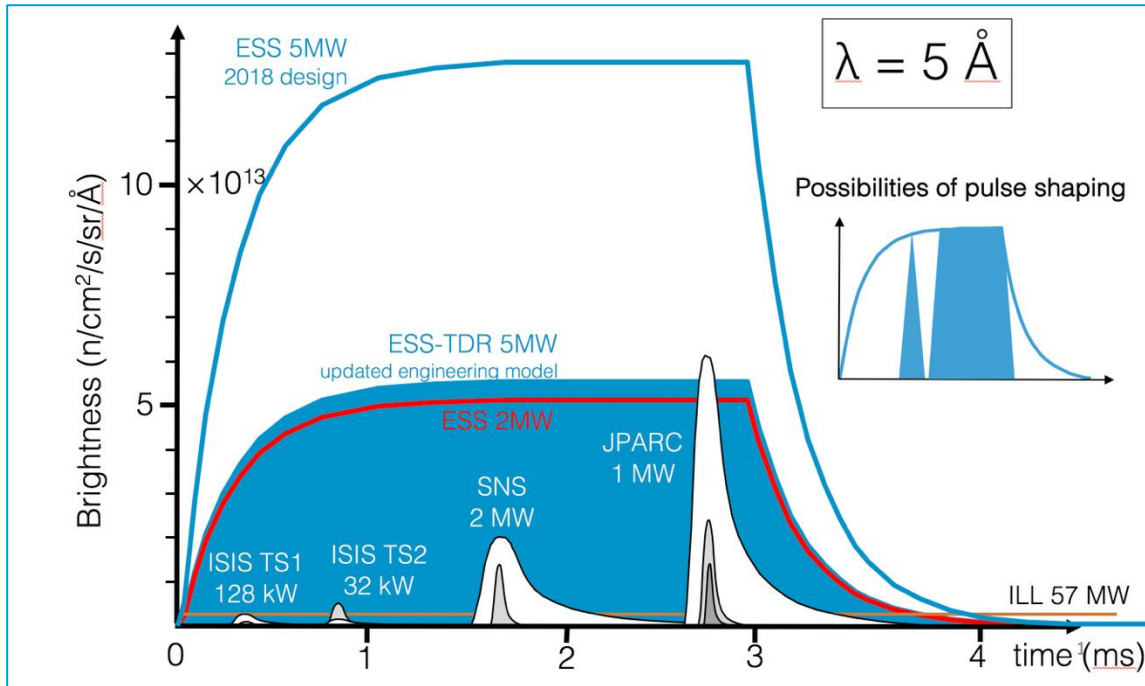 ESS 5MW
2018 design
λ = 5 Å
10
×10¹³
Possibilities of pulse shaping
Brightness (n/cm²/s/sr/Å)
ESS-TDR 5MW
updated engineering model
5
ESS 2MW
JPARC
1 MW
SNS
2 MW
ISIS TS1
128 kW
ISIS TS2
32 kW
ILL 57 MW
0
1
2
3
4
time (ms)
1